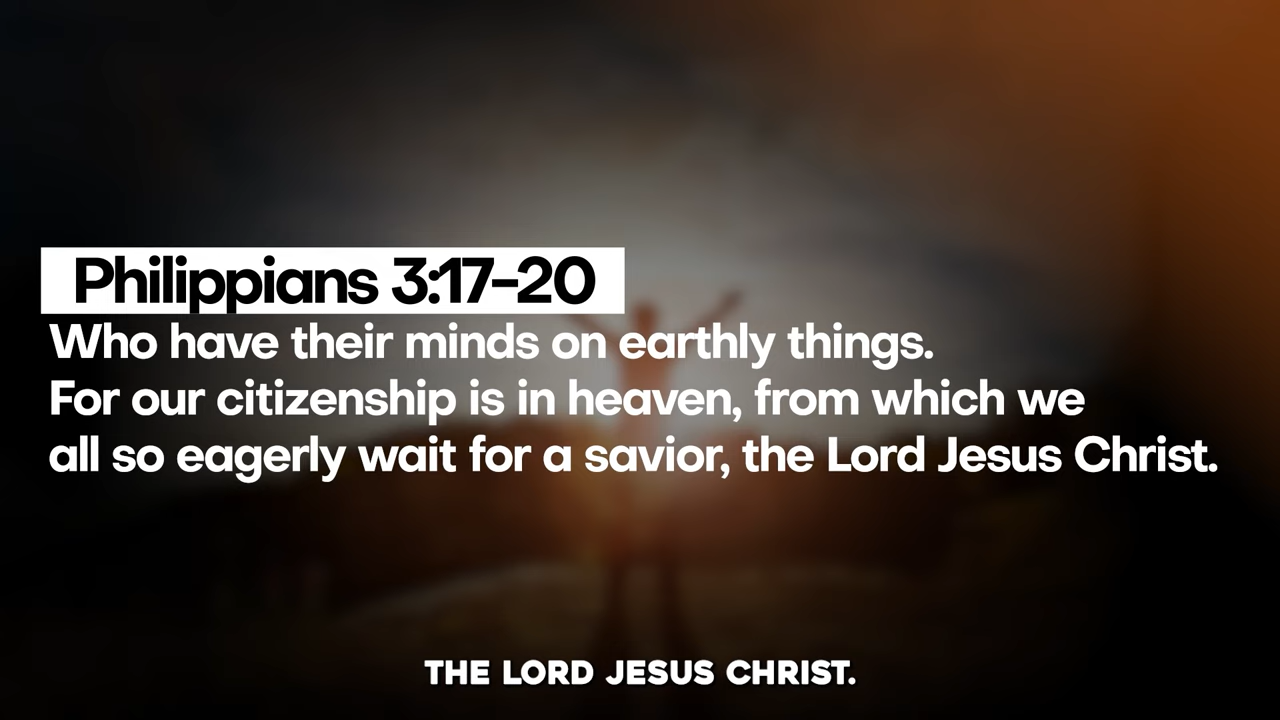 Philippians 3:17-20
Who have their minds on earthly things.
For our citizenship is in heaven, from which we
all so eagerly wait for a savior, the Lord Jesus Christ.
THE LORD JESUS CHRIST.